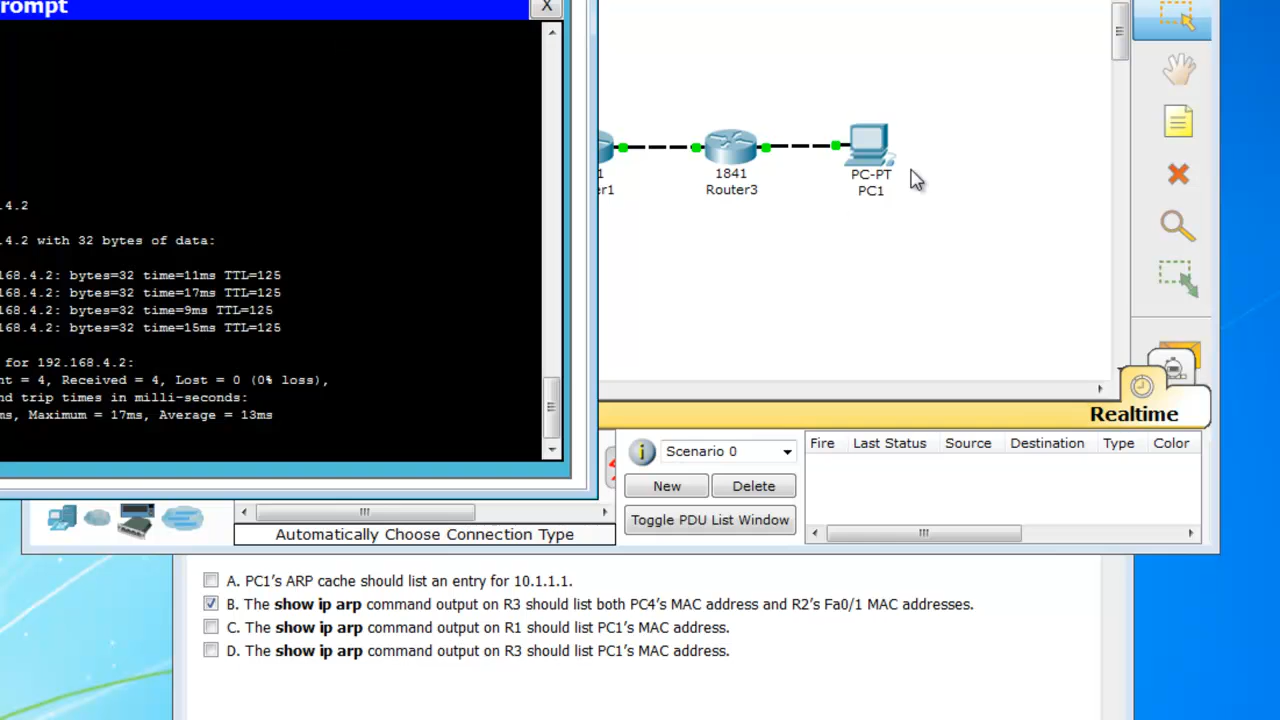 rompt
X
.4.2
.4.2 with 32 bytes of data:
68.4.2: bytes=32 time=11ms TTL=125
68.4.2: bytes=32 time=17ms TTL=125
68.4.2: bytes=32 time=9ms TTL=125
68.4.2: bytes=32 time=15ms TTL=125
for 192.168.4.2:
nt = 4, Received = 4, Lost = 0 (0% loss),
nd trip times in milli-seconds:
ms, Maximum = 17ms, Average = 13ms
1
er1
1841
Router3
PC-PT
PC1
Realtime
Scenario 0
New
Delete
Toggle PDU List Window
Fire Last Status Source Destination Type Color
Automatically Choose Connection Type
A. PC1's ARP cache should list an entry for 10.1.1.1.
B. The show ip arp command output on R3 should list both PC4's MAC address and R2's Fa0/1 MAC addresses.
C. The show ip arp command output on R1 should list PC1's MAC address.
D. The show ip arp command output on R3 should list PC1's MAC address.